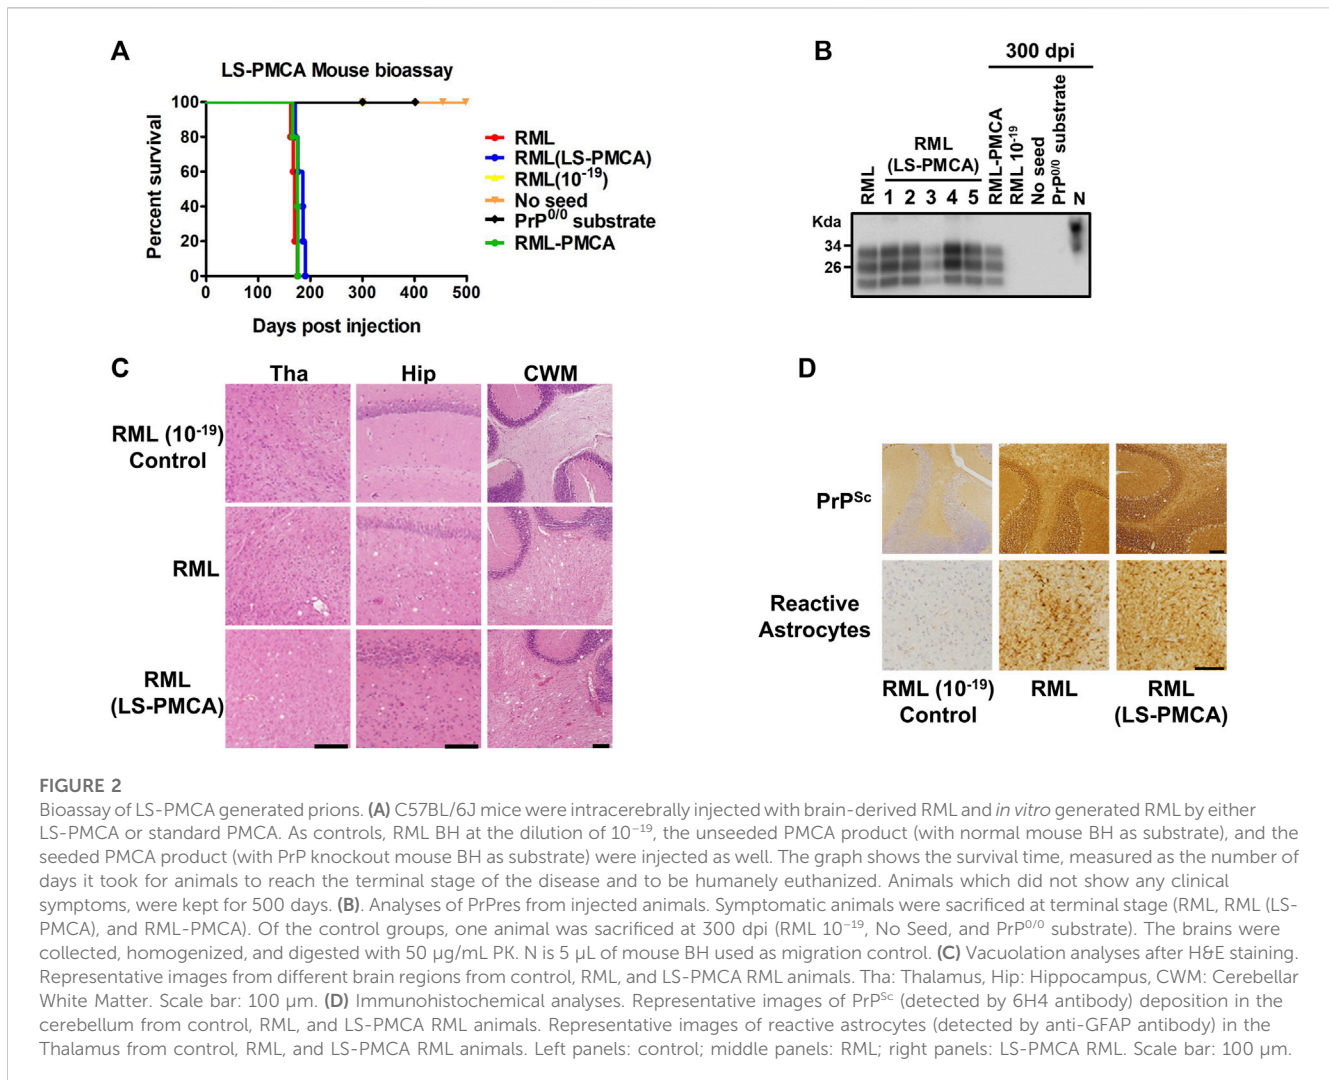 A
LS-PMCA Mouse bioassay
Percent survival
100
80
60
40
20
0
0 100 200 300 400 500
Days post injection
RML
RML(LS-PMCA)
RML(10⁻¹⁹)
No seed
PrP⁰ᐟ⁰ substrate
RML-PMCA
B
300 dpi
RML
RML
(LS-PMCA)
1 2 3 4 5
RML-PMCA
RML 10⁻¹⁹
No seed
PrP⁰ᐟ⁰ substrate
N
Kda
34
26
C
Tha Hip CWM
RML (10⁻¹⁹)
Control
RML
RML
(LS-PMCA)
D
PrPˢᶜ
Reactive
Astrocytes
RML (10⁻¹⁹)
Control
RML
RML
(LS-PMCA)
FIGURE 2
Bioassay of LS-PMCA generated prions. (A) C57BL/6J mice were intracerebrally injected with brain-derived RML and in vitro generated RML by either
LS-PMCA or standard PMCA. As controls, RML BH at the dilution of 10⁻¹⁹, the unseeded PMCA product (with normal mouse BH as substrate), and the
seeded PMCA product (with PrP knockout mouse BH as substrate) were injected as well. The graph shows the survival time, measured as the number of
days it took for animals to reach the terminal stage of the disease and to be humanely euthanized. Animals which did not show any clinical
symptoms, were kept for 500 days. (B). Analyses of PrPres from injected animals. Symptomatic animals were sacrificed at terminal stage (RML, RML (LS-
PMCA), and RML-PMCA). Of the control groups, one animal was sacrificed at 300 dpi (RML 10⁻¹⁹, No Seed, and PrP⁰ᐟ⁰ substrate). The brains were
collected, homogenized, and digested with 50 µg/mL PK. N is 5 µL of mouse BH used as migration control. (C) Vacuolation analyses after H&E staining.
Representative images from different brain regions from control, RML, and LS-PMCA RML animals. Tha: Thalamus, Hip: Hippocampus, CWM: Cerebellar
White Matter. Scale bar: 100 µm. (D) Immunohistochemical analyses. Representative images of PrPˢᶜ (detected by 6H4 antibody) deposition in the
cerebellum from control, RML, and LS-PMCA RML animals. Representative images of reactive astrocytes (detected by anti-GFAP antibody) in the
Thalamus from control, RML, and LS-PMCA RML animals. Left panels: control; middle panels: RML; right panels: LS-PMCA RML. Scale bar: 100 µm.